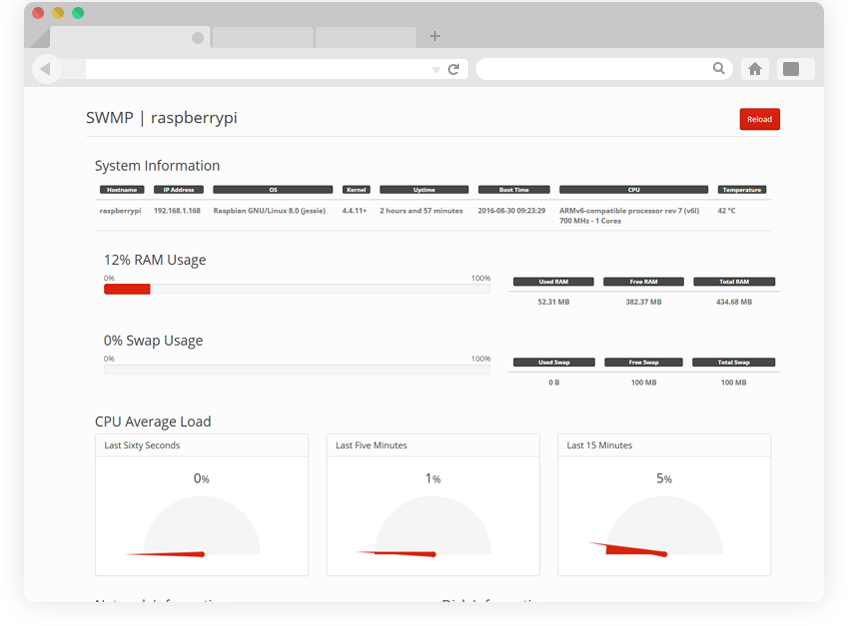 SWMP | raspberrypi
Reload
System Information
Hostname IP Address OS Kernel Uptime Boot Time CPU Temperature
raspberrypi 192.168.1.168 Raspbian GNU/Linux 8.0 (jessie) 4.4.11+ 2 hours and 57 minutes 2016-08-30 09:23:29 ARMv6-compatible processor rev 7 (v6l) 42 °C
700 MHz - 1 Cores
12% RAM Usage
0% 100%
Used RAM Free RAM Total RAM
52.31 MB 382.37 MB 434.68 MB
0% Swap Usage
0% 100%
Used Swap Free Swap Total Swap
0 B 100 MB 100 MB
CPU Average Load
Last Sixty Seconds Last Five Minutes Last 15 Minutes
0% 1% 5%